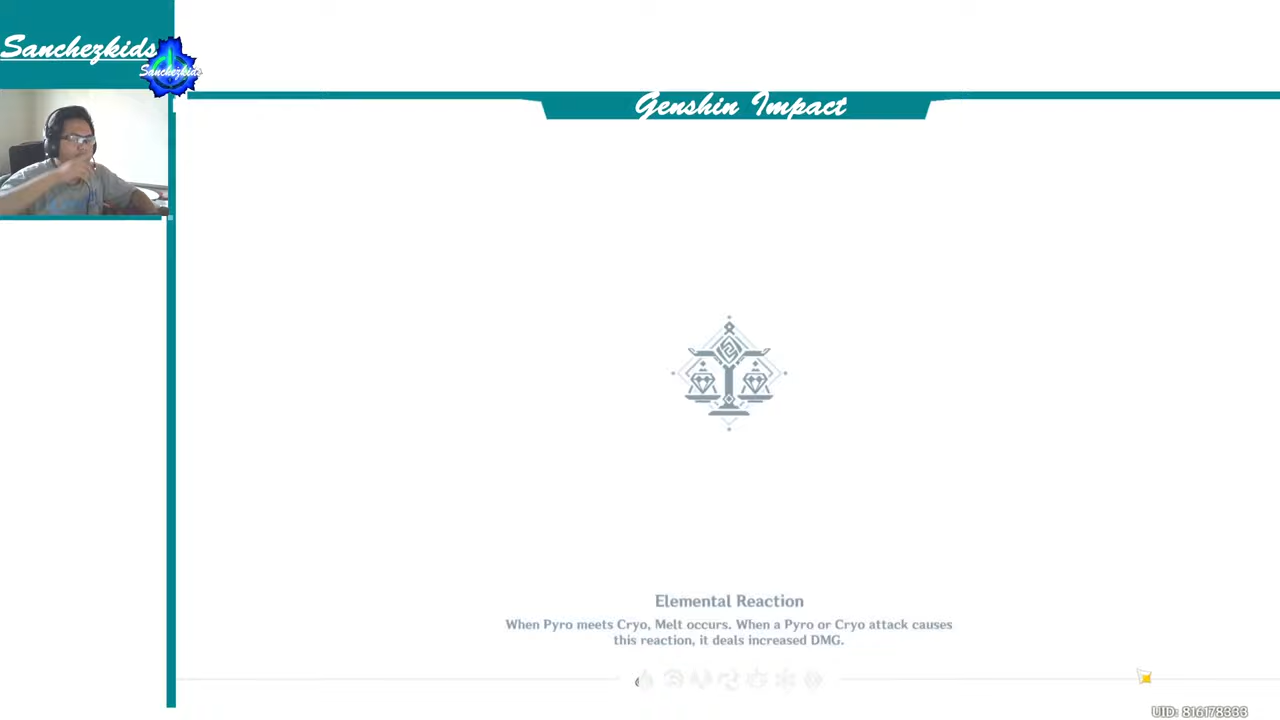 Sanchezkids
Sanchezkids
Genshin Impact
Elemental Reaction
When Pyro meets Cryo, Melt occurs. When a Pyro or Cryo attack causes
this reaction, it deals increased DMG.
UID: 816178333